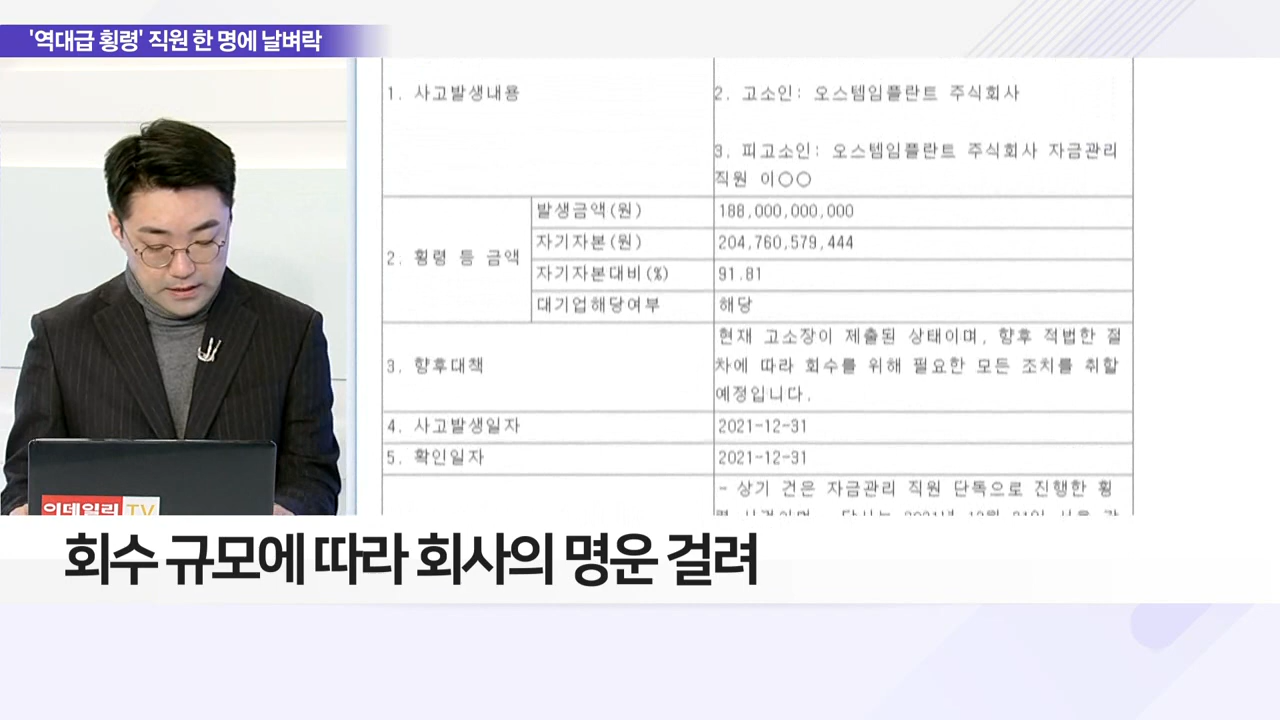 '역대급 횡령' 직원 한 명에 날벼락
1. 사고발생내용
2. 고소인: 오스템임플란트 주식회사
3. 피고소인: 오스템임플란트 주식회사 자금관리
직원 이○○
2. 횡령 등 금액
발생금액(원)
188,000,000,000
자기자본(원)
204,760,579,444
자기자본대비(%)
91.81
대기업해당여부
해당
3. 향후대책
현재 고소장이 제출된 상태이며, 향후 적법한 절
차에 따라 회수를 위해 필요한 모든 조치를 취할
예정입니다.
4. 사고발생일자
2021-12-31
5. 확인일자
2021-12-31
- 상기 건은 자금관리 직원 단독으로 진행한 횡
이데일리 TV
회수 규모에 따라 회사의 명운 걸려